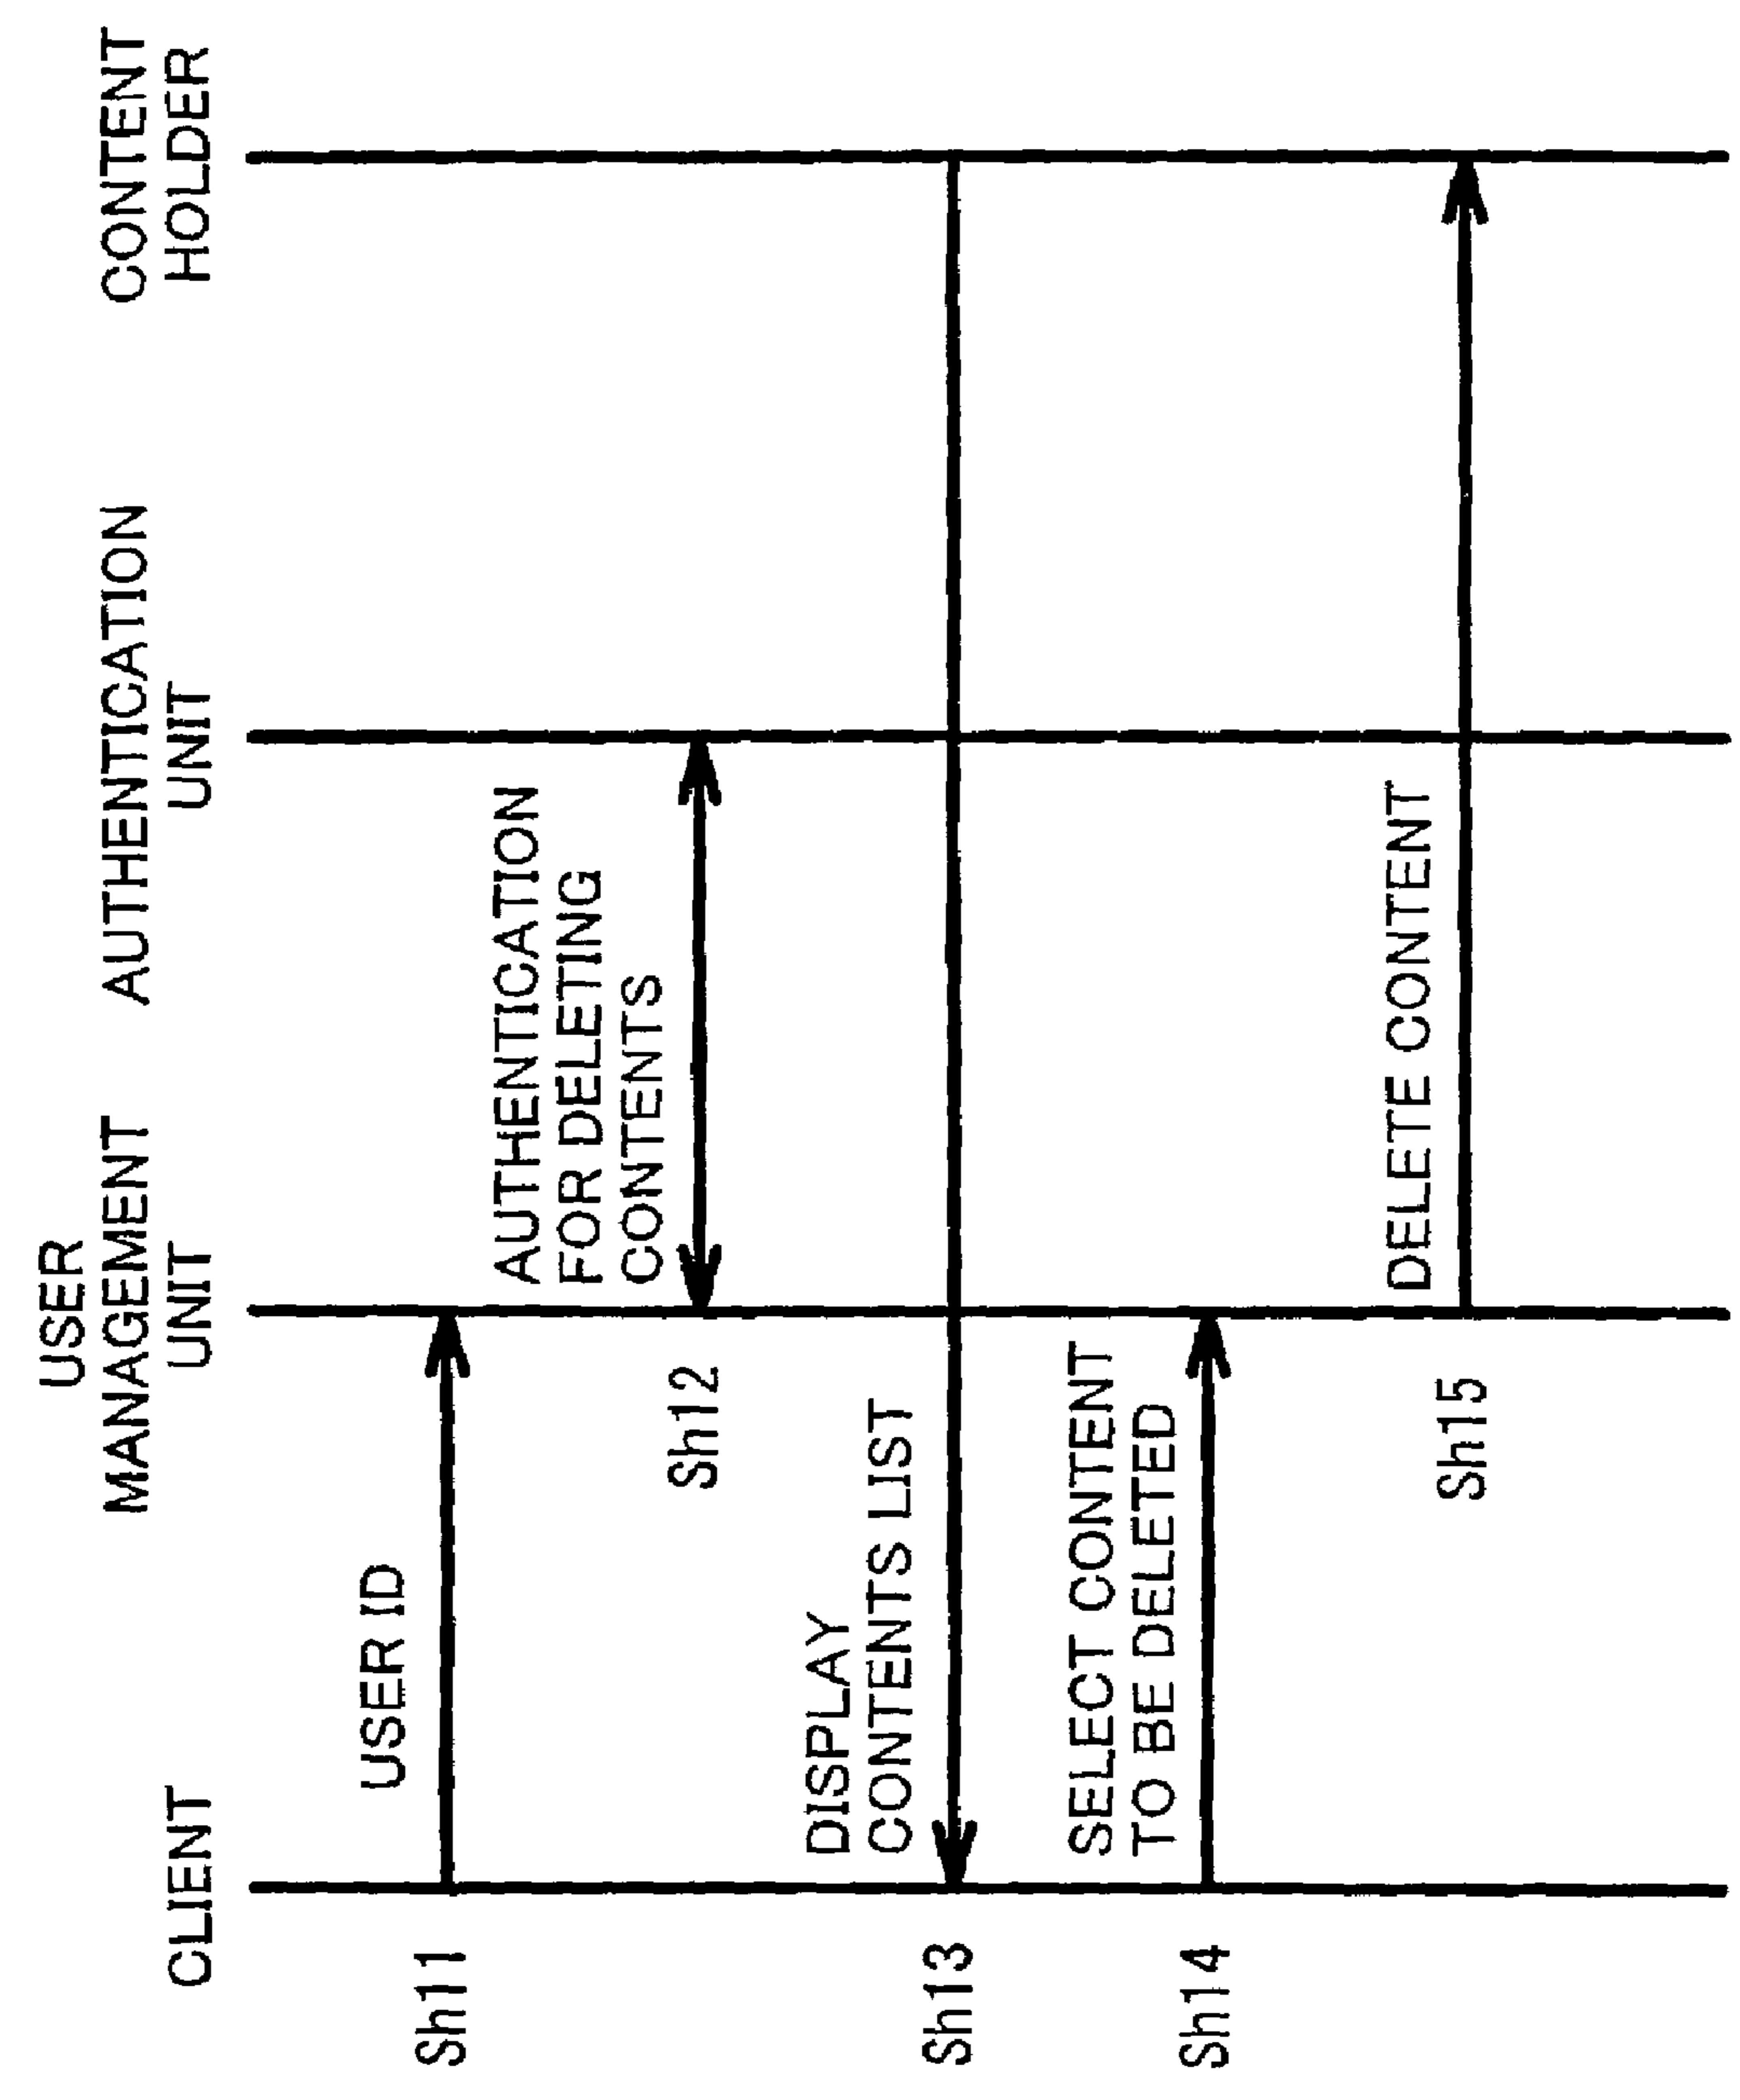 CLIENT
USER
MANAGEMENT
UNIT
AUTHENTICATION
UNIT
CONTENT
HOLDER
Sh11
USER ID
Sh12
AUTHENTICATION
FOR DELETING
CONTENTS
Sh13
DISPLAY
CONTENTS LIST
Sh14
SELECT CONTENT
TO BE DELETED
Sh15
DELETE CONTENT